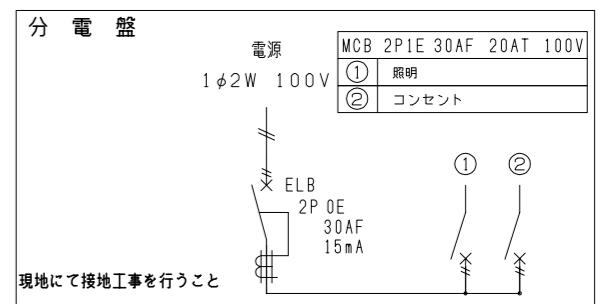 分 電 盤
電源
1φ2W 100V
MCB 2P1E 30AF 20AT 100V
① 照明
② コンセント
① ②
ELB
2P 0E
30AF
15mA
現地にて接地工事を行うこと